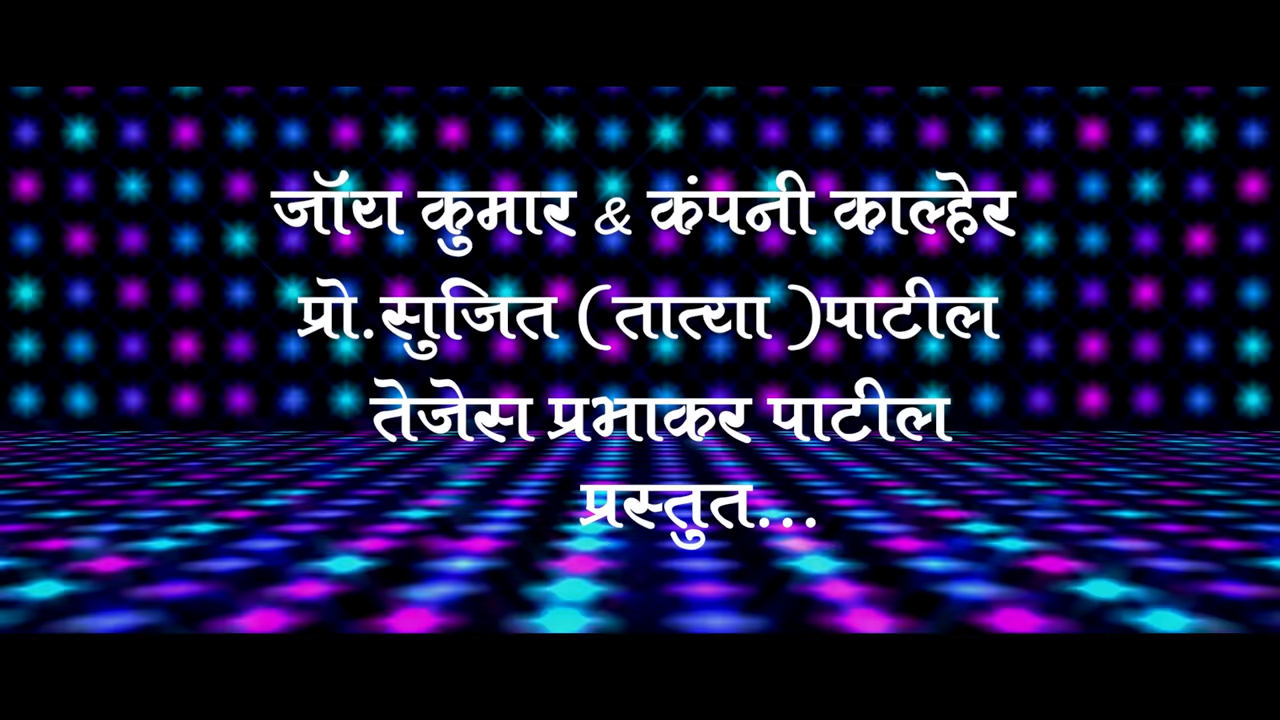 जॉय कुमार & कंपनी काल्हेर
प्रो.सुजित (तात्या )पाटील
तेजेस प्रभाकर पाटील
प्रस्तुत...